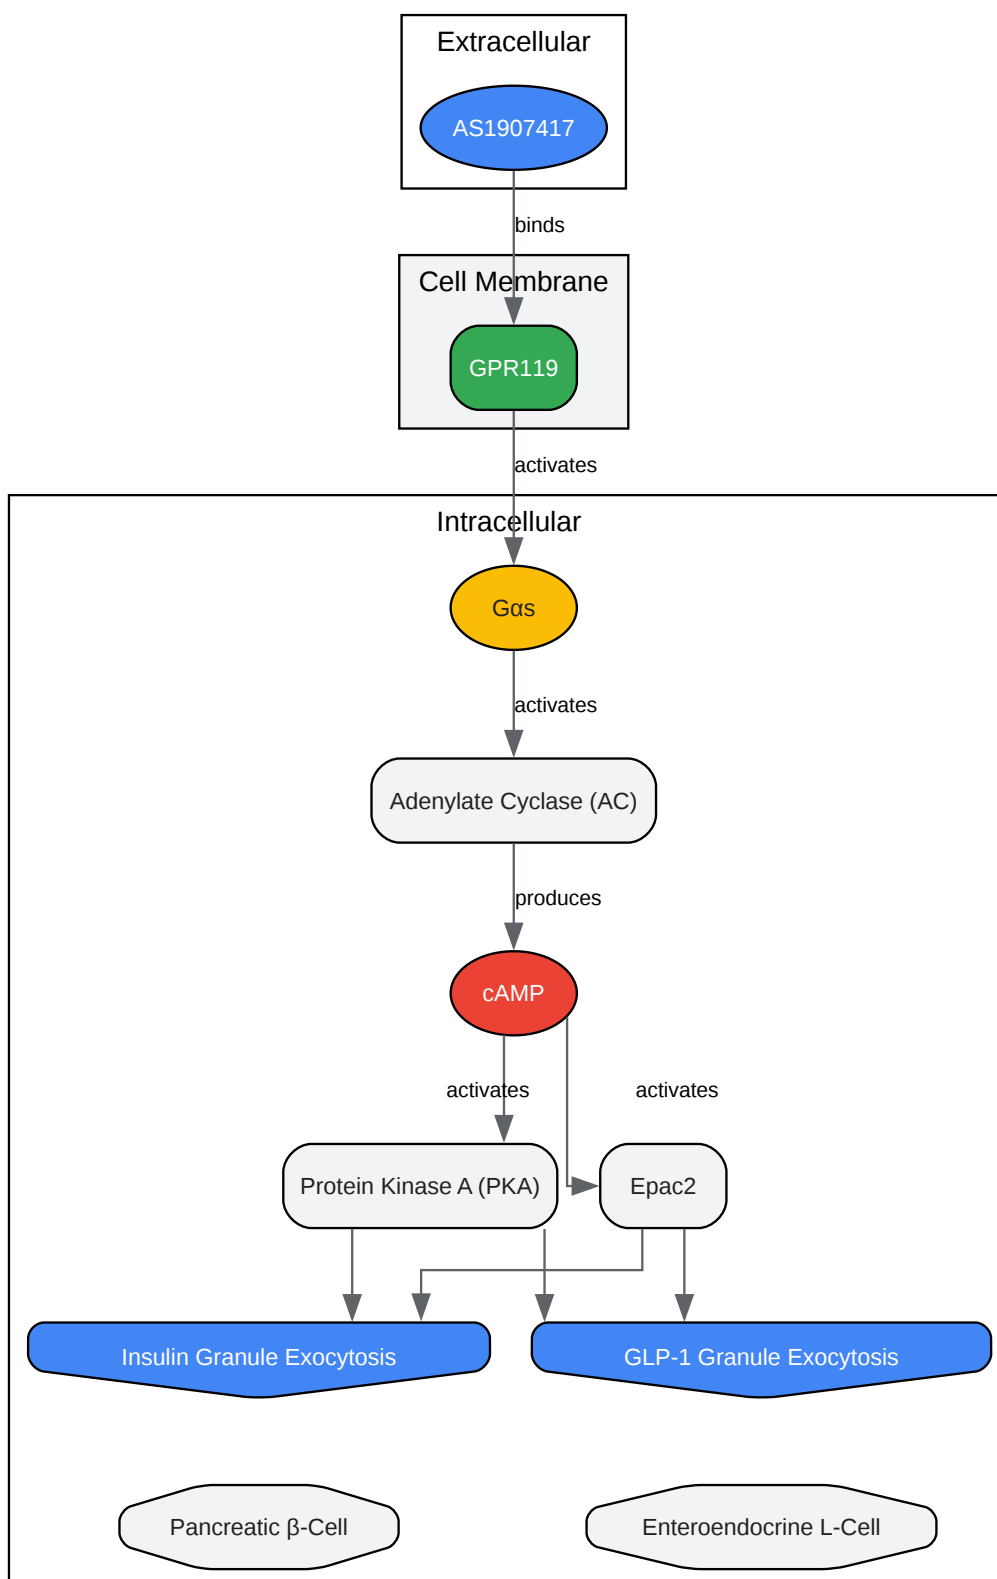 Extracellular
AS1907417
binds
Cell Membrane
GPR119
activates
Intracellular
Gαs
activates
Adenylate Cyclase (AC)
produces
cAMP
activates
activates
Protein Kinase A (PKA)
Epac2
Insulin Granule Exocytosis
GLP-1 Granule Exocytosis
Pancreatic β-Cell
Enteroendocrine L-Cell